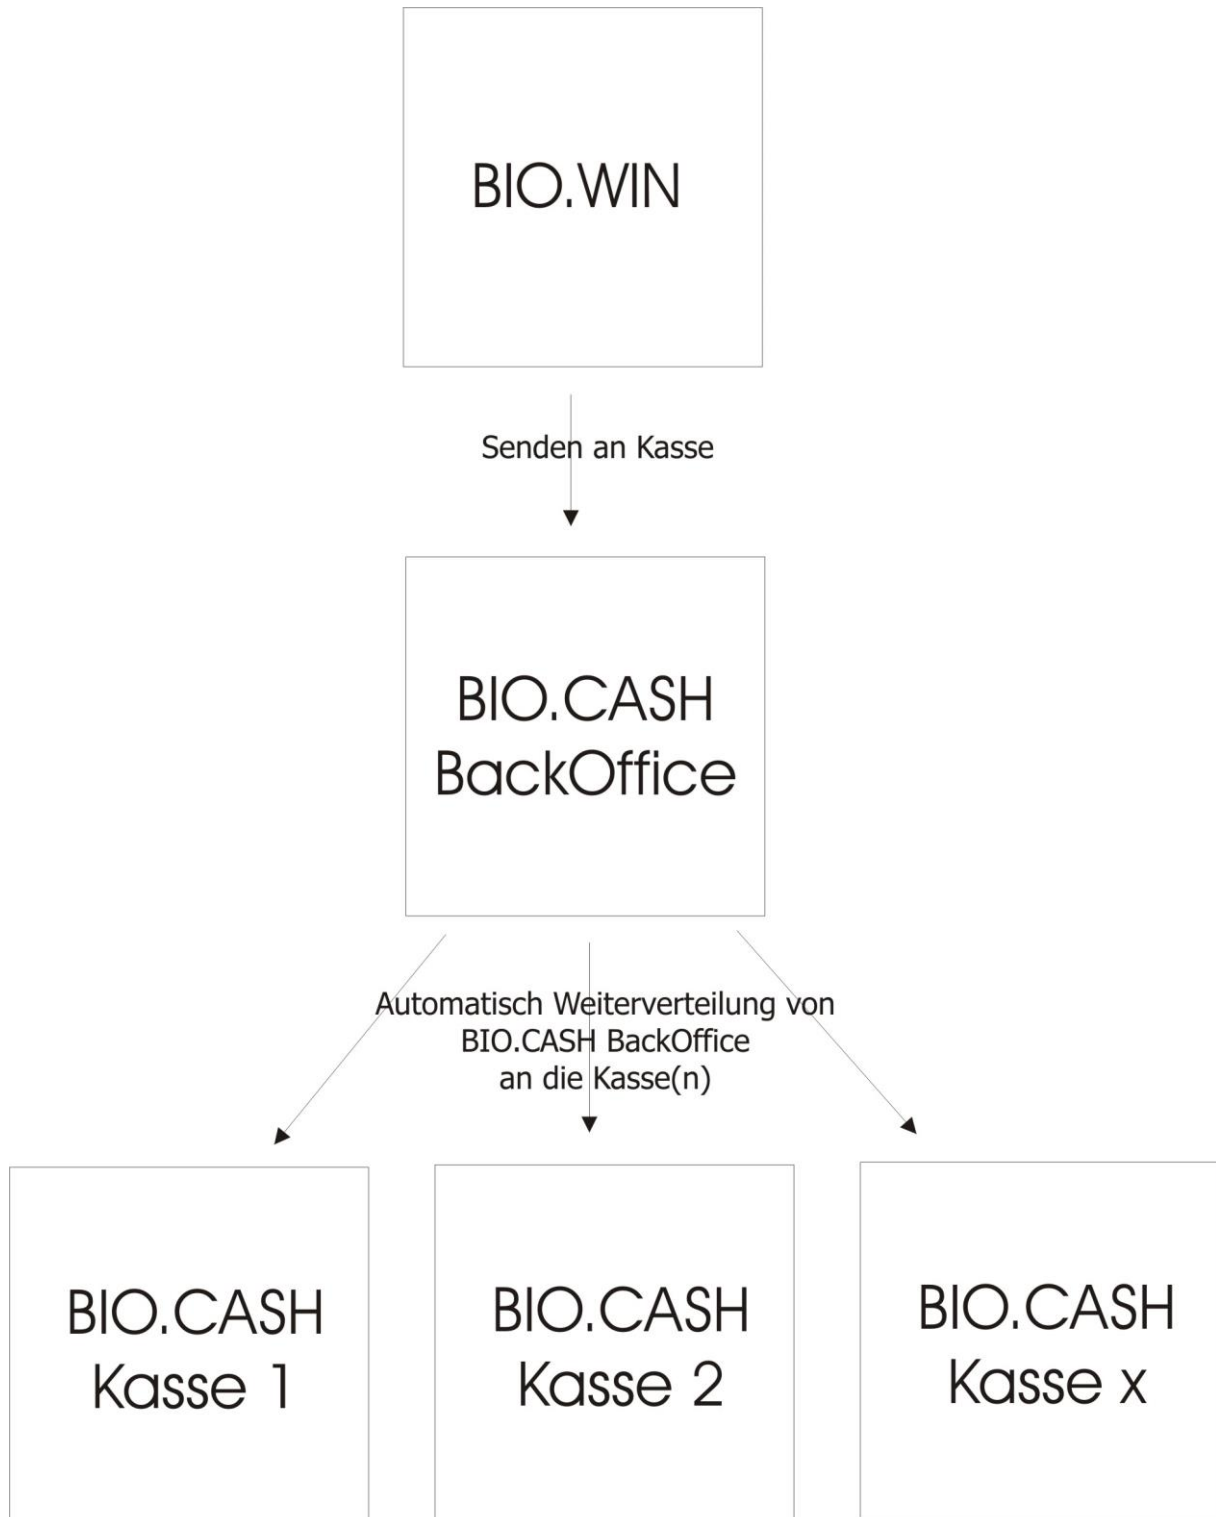 BIO.WIN
Senden an Kasse
BIO.CASH
BackOffice
Automatisch Weiterverteilung von
BIO.CASH BackOffice
an die Kasse(n)
BIO.CASH
Kasse 1
BIO.CASH
Kasse 2
BIO.CASH
Kasse x